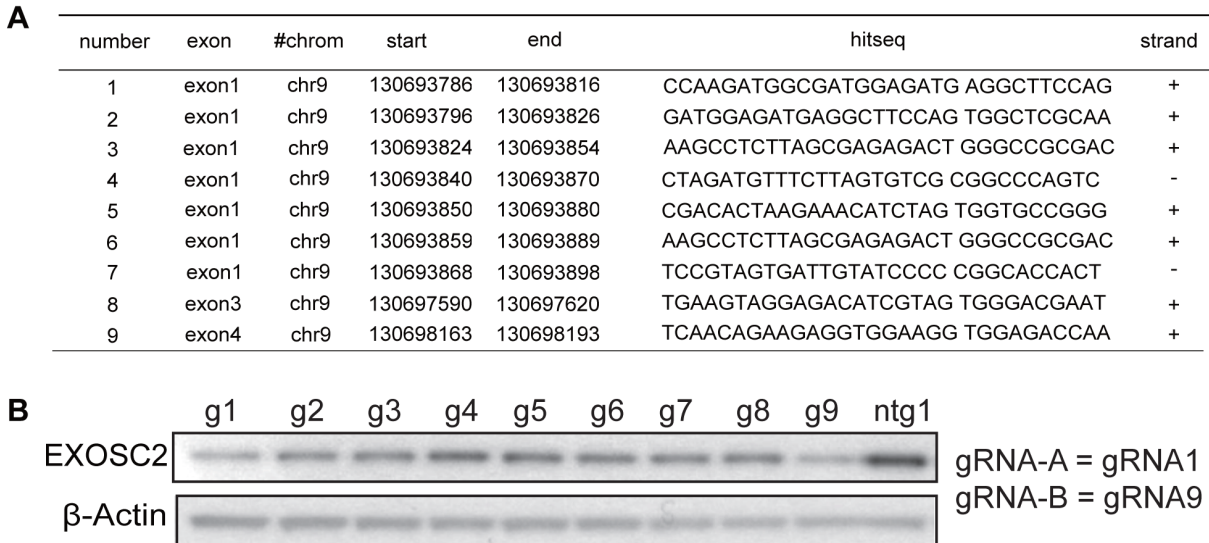 A
number exon #chrom start end hitseq strand
1 exon1 chr9 130693786 130693816 CCAAGATGGCGATGGAGATG AGGCTTCCAG +
2 exon1 chr9 130693796 130693826 GATGGAGATGAGGCTTCCAG TGGCTCGCAA +
3 exon1 chr9 130693824 130693854 AAGCCTCTTAGCGAGAGACT GGGCCGCGAC +
4 exon1 chr9 130693840 130693870 CTAGATGTTTCTTAGTGTCG CGGCCCAGTC -
5 exon1 chr9 130693850 130693880 CGACACTAAGAAACATCTAG TGGTGCCGGG +
6 exon1 chr9 130693859 130693889 AAGCCTCTTAGCGAGAGACT GGGCCGCGAC +
7 exon1 chr9 130693868 130693898 TCCGTAGTGATTGTATCCCC CGGCACCACT -
8 exon3 chr9 130697590 130697620 TGAAGTAGGAGACATCGTAG TGGGACGAAT +
9 exon4 chr9 130698163 130698193 TCAACAGAAGAGGTGGAAGG TGGAGACCAA +
B
g1 g2 g3 g4 g5 g6 g7 g8 g9 ntg1
EXOSC2
β-Actin
gRNA-A = gRNA1
gRNA-B = gRNA9